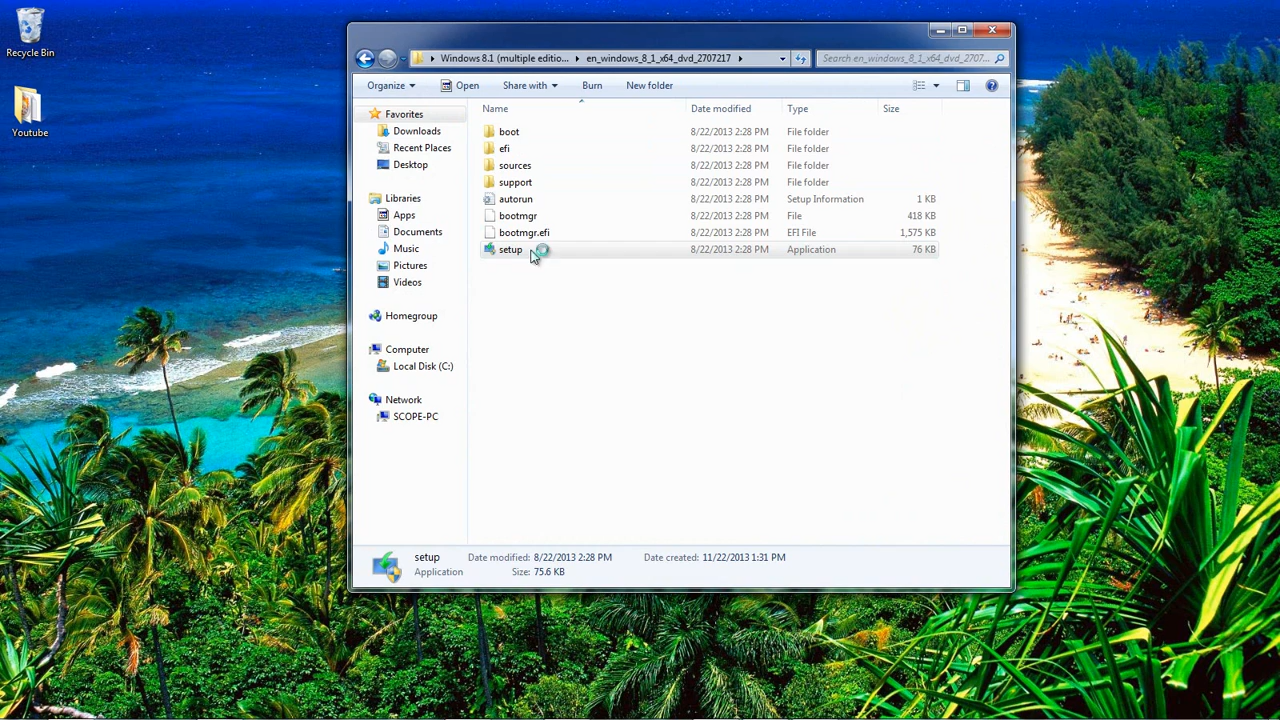 Recycle Bin
Youtube
Windows 8.1 (multiple editio... en_windows_8_1_x64_dvd_2707217
Search en_windows_8_1_x64_dvd_2707...
Organize Open Share with Burn New folder
Name Date modified Type Size
Favorites
Downloads
Recent Places
Desktop
Libraries
Apps
Documents
Music
Pictures
Videos
Homegroup
Computer
Local Disk (C:)
Network
SCOPE-PC
boot 8/22/2013 2:28 PM File folder
efi 8/22/2013 2:28 PM File folder
sources 8/22/2013 2:28 PM File folder
support 8/22/2013 2:28 PM File folder
autorun 8/22/2013 2:28 PM Setup Information 1 KB
bootmgr 8/22/2013 2:28 PM File 418 KB
bootmgr.efi 8/22/2013 2:28 PM EFI File 1,575 KB
setup 8/22/2013 2:28 PM Application 76 KB
setup Date modified: 8/22/2013 2:28 PM Date created: 11/22/2013 1:31 PM
Application Size: 75.6 KB